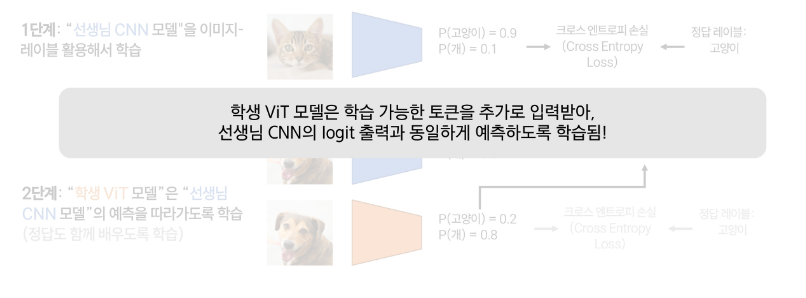 1단계: “선생님 CNN 모델"을 이미지-
레이블 활용해서 학습
P(고양이) = 0.9
P(개) = 0.1
크로스 엔트로피 손실
(Cross Entropy
Loss)
정답 레이블:
고양이
학생 ViT 모델은 학습 가능한 토큰을 추가로 입력받아,
선생님 CNN의 logit 출력과 동일하게 예측하도록 학습됨!
2단계: “학생 ViT 모델”은 “선생님
CNN 모델”의 예측을 따라가도록 학습
(정답도 함께 배우도록 학습)
P(고양이) = 0.2
P(개) = 0.8
크로스 엔트로피 손실
(Cross Entropy
Loss)
정답 레이블:
고양이